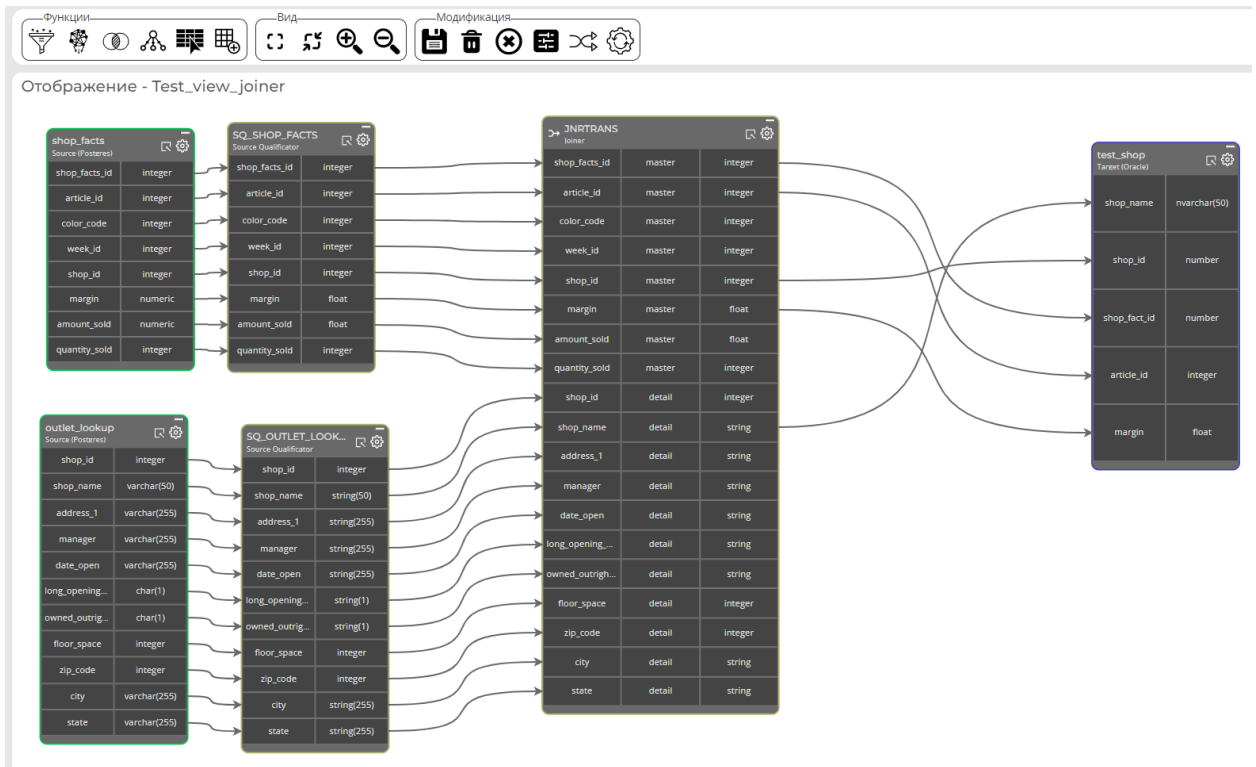 Функции
Вид
Модификация
Отображение - Test_view_joiner
shop_facts
Source (Postgres)
shop_facts_id integer
article_id integer
color_code integer
week_id integer
shop_id integer
margin numeric
amount_sold numeric
quantity_sold integer
SQ_SHOP_FACTS
Source Qualificator
shop_facts_id integer
article_id integer
color_code integer
week_id integer
shop_id integer
margin float
amount_sold float
quantity_sold integer
outlet_lookup
Source (Postgres)
shop_id integer
shop_name varchar(50)
address_1 varchar(255)
manager varchar(255)
date_open varchar(255)
long_opening... char(1)
owned_outrig... char(1)
floor_space integer
zip_code integer
city varchar(255)
state varchar(255)
SQ_OUTLET_LOOK...
Source Qualificator
shop_id integer
shop_name string(50)
address_1 string(255)
manager string(255)
date_open string(255)
long_opening... string(1)
owned_outrig... string(1)
floor_space integer
zip_code integer
city string(255)
state string(255)
JNRTRANS
Joiner
shop_facts_id master integer
article_id master integer
color_code master integer
week_id master integer
shop_id master integer
margin master float
amount_sold master float
quantity_sold master integer
shop_id detail integer
shop_name detail string
address_1 detail string
manager detail string
date_open detail string
long_opening_... detail string
owned_outrigh... detail string
floor_space detail integer
zip_code detail integer
city detail string
state detail string
test_shop
Target (Oracle)
shop_name nvarchar(50)
shop_id number
shop_fact_id number
article_id integer
margin float